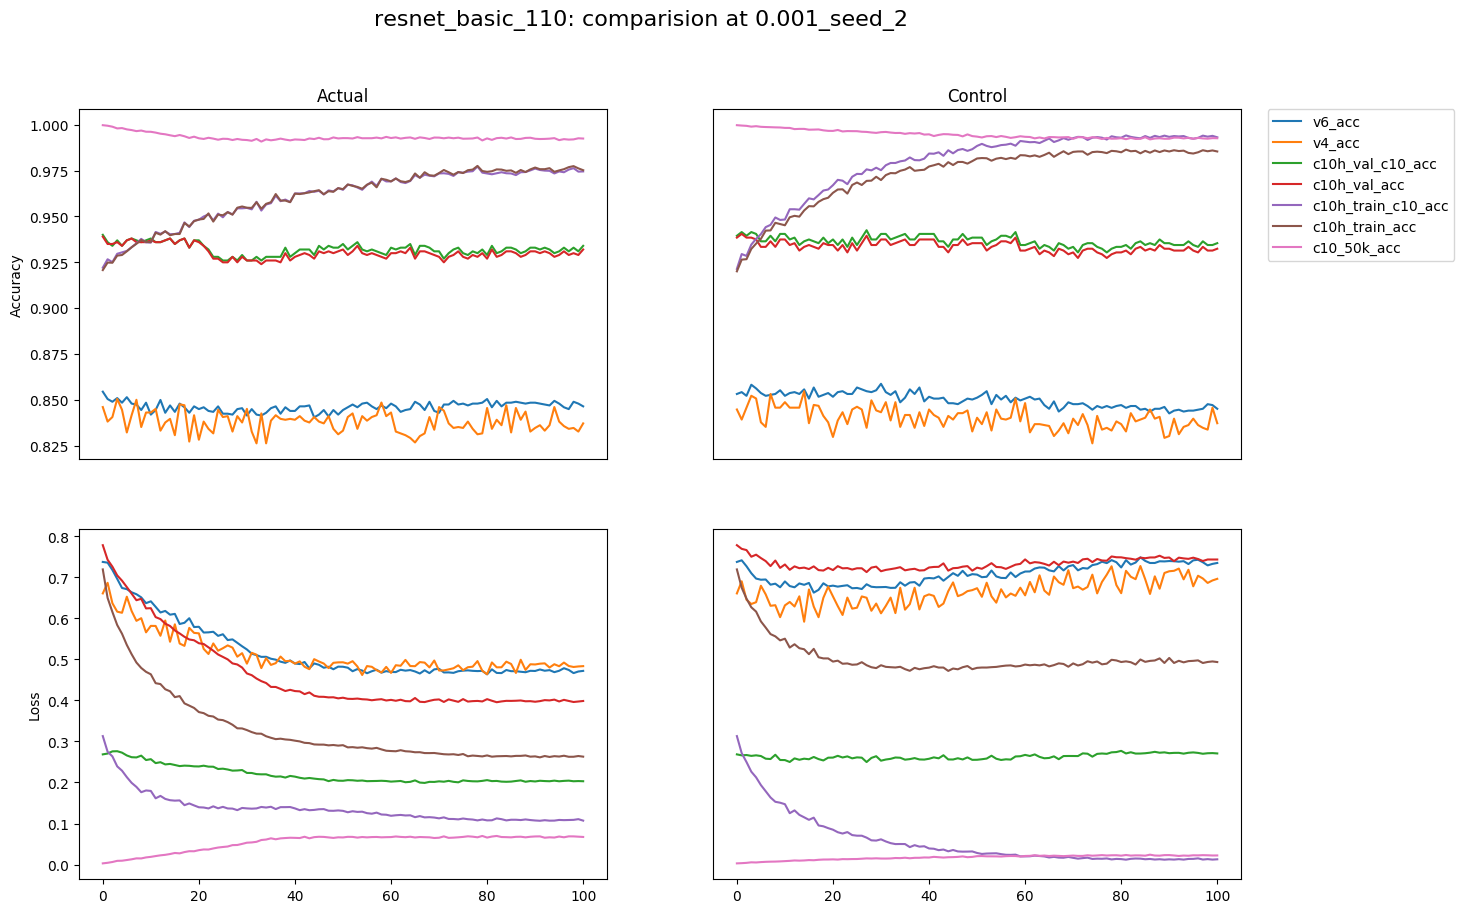 resnet_basic_110: comparision at 0.001_seed_2
Actual
Control
1.000
0.975
0.950
0.925
0.900
0.875
0.850
0.825
Accuracy
v6_acc
v4_acc
c10h_val_c10_acc
c10h_val_acc
c10h_train_c10_acc
c10h_train_acc
c10_50k_acc
0.8
0.7
0.6
0.5
0.4
0.3
0.2
0.1
0.0
Loss
0 20 40 60 80 100
0 20 40 60 80 100